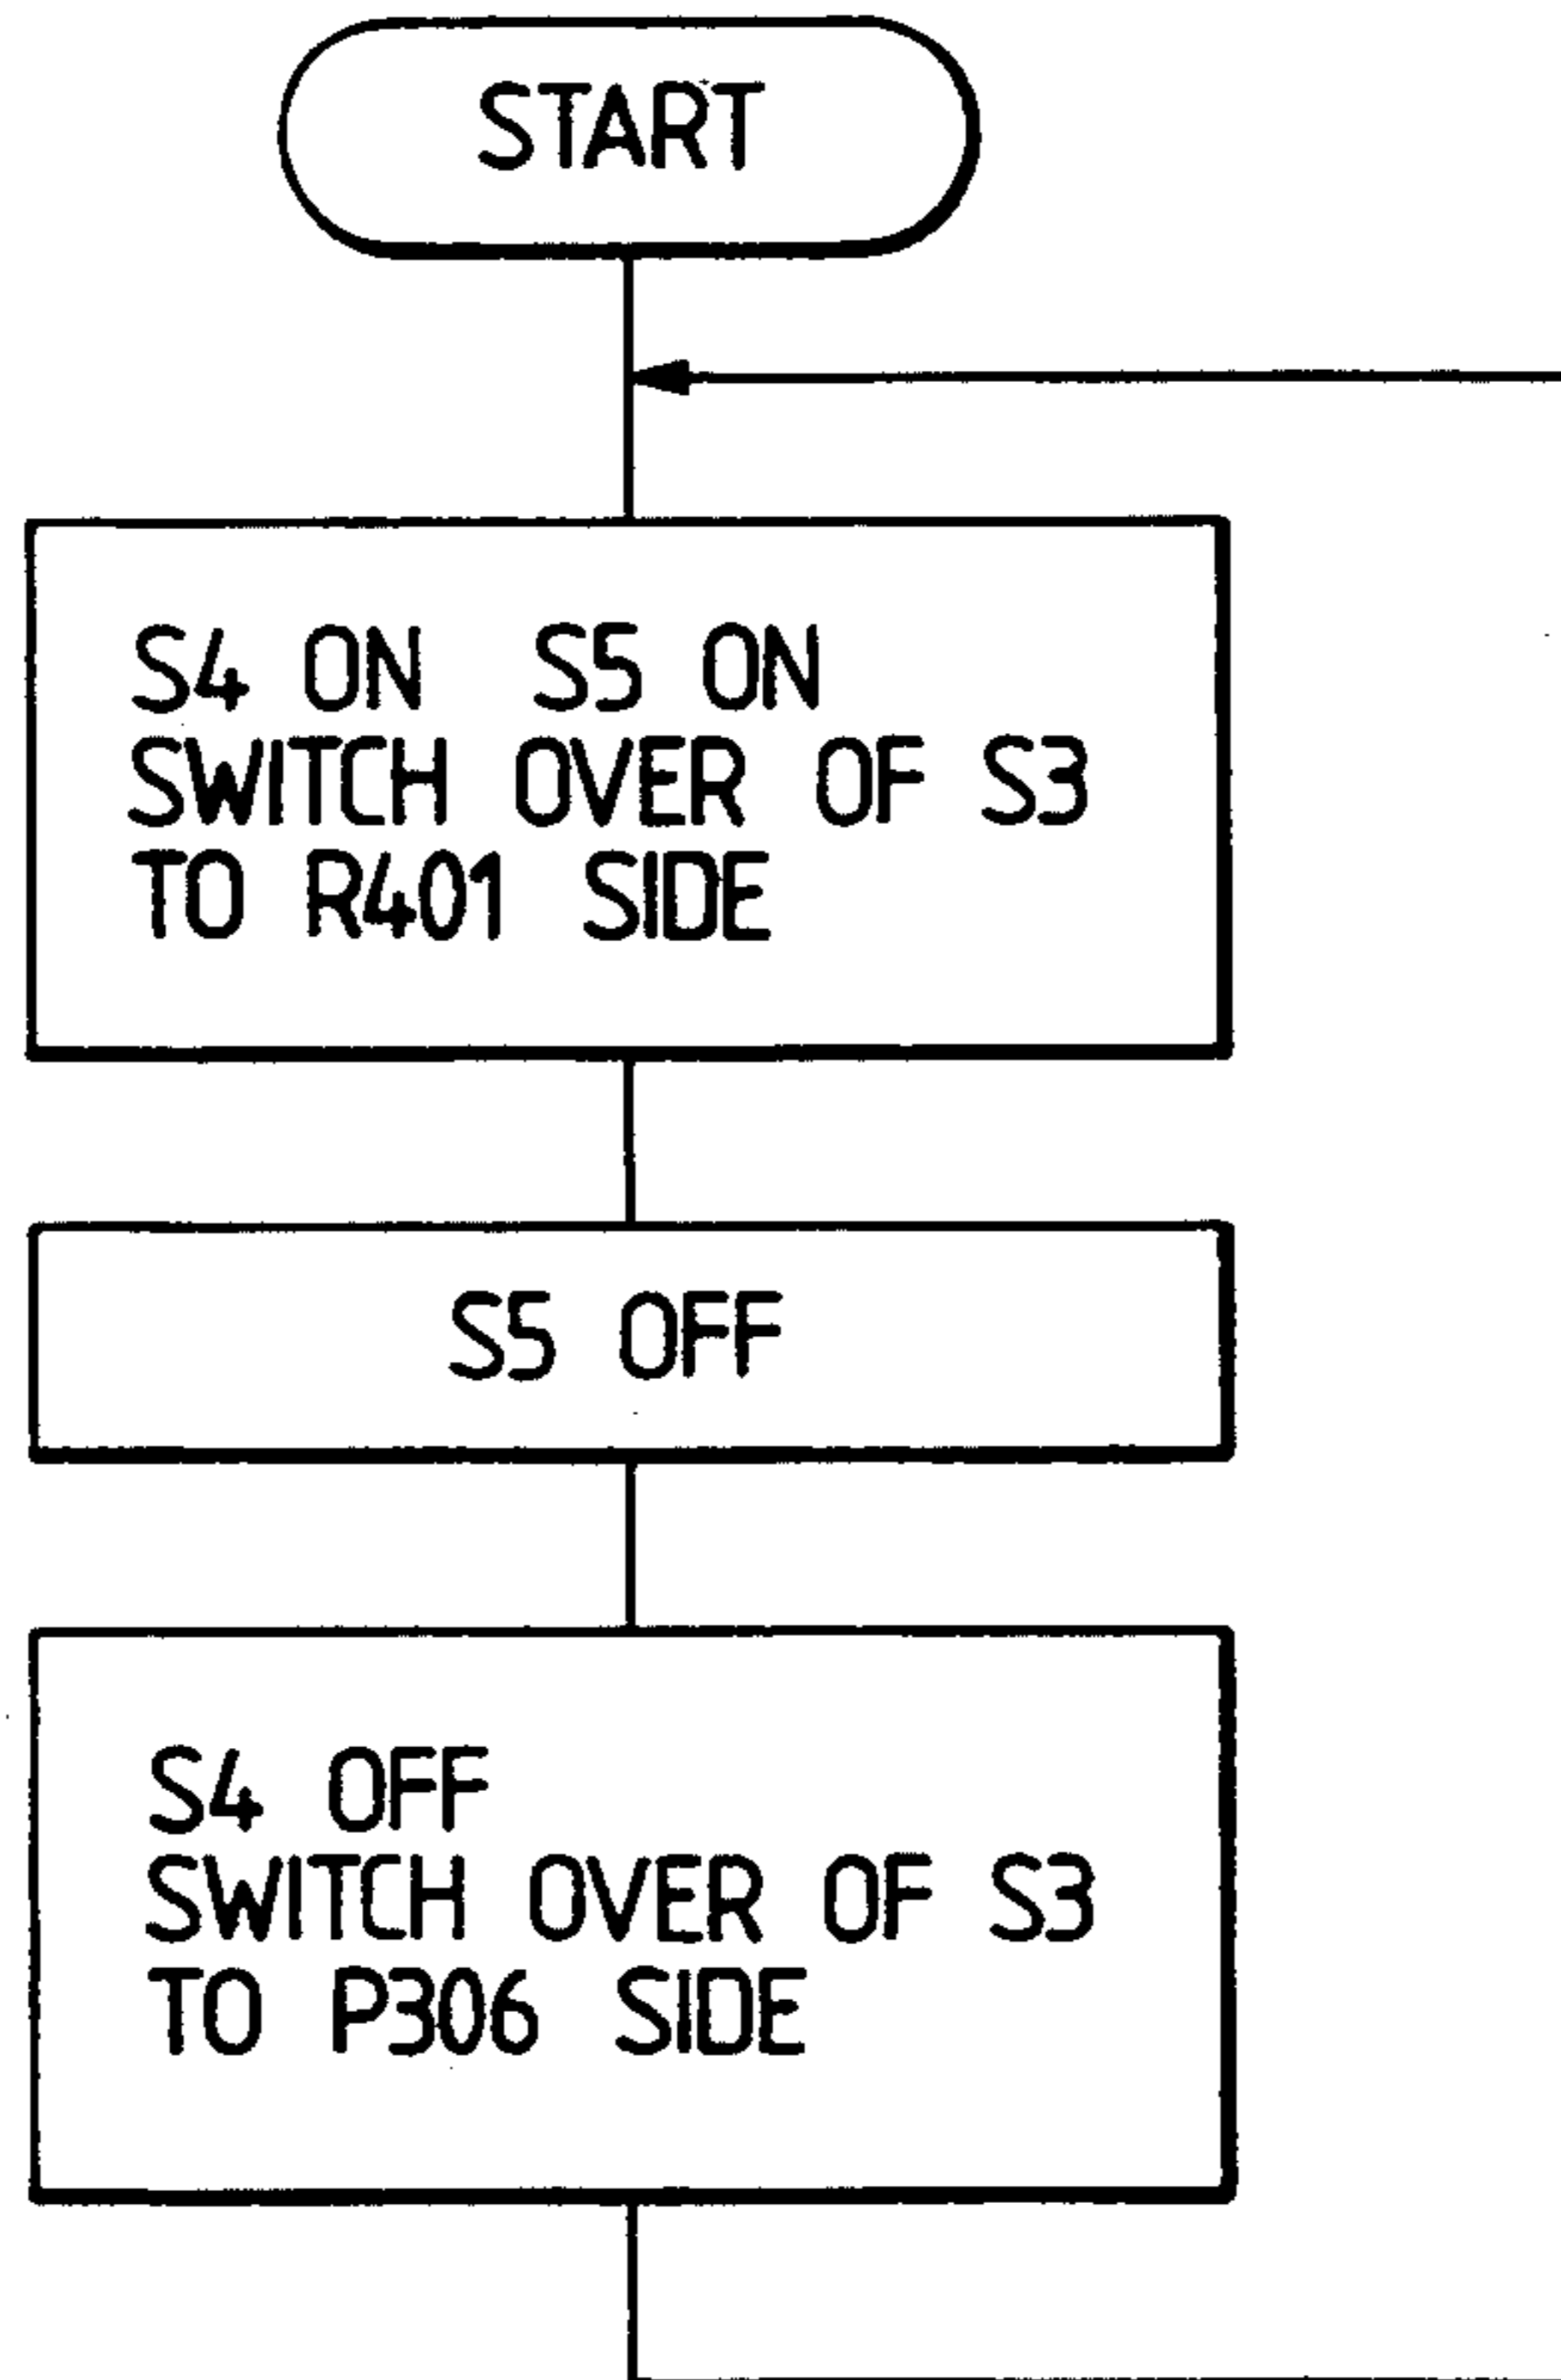 START
S4 ON S5 ON
SWITCH OVER OF S3
TO R401 SIDE
S5 OFF
S4 OFF
SWITCH OVER OF S3
TO P306 SIDE